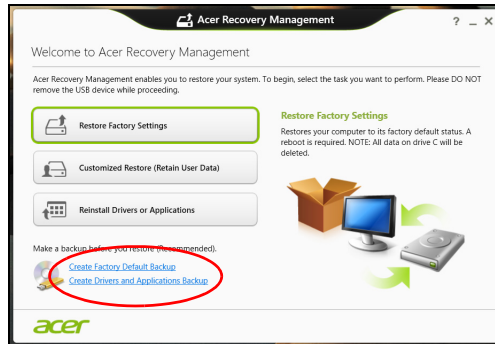 Acer Recovery Management
? _ X
Welcome to Acer Recovery Management
Acer Recovery Management enables you to restore your system. To begin, select the task you want to perform. Please DO NOT
remove the USB device while proceeding.
Restore Factory Settings
Customized Restore (Retain User Data)
Reinstall Drivers or Applications
Restore Factory Settings
Restores your computer to its factory default status. A
reboot is required. NOTE: All data on drive C will be
deleted.
Make a backup before you restore (Recommended).
Create Factory Default Backup
Create Drivers and Applications Backup
acer